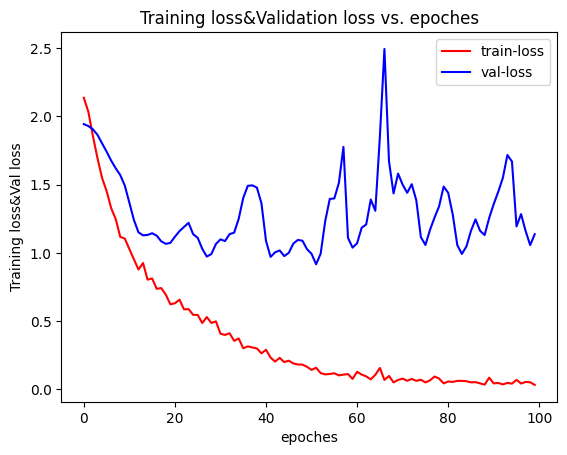 Training loss&Validation loss vs. epoches
train-loss
val-loss
Training loss&Val loss
2.5
2.0
1.5
1.0
0.5
0.0
0
20
40
60
80
100
epoches